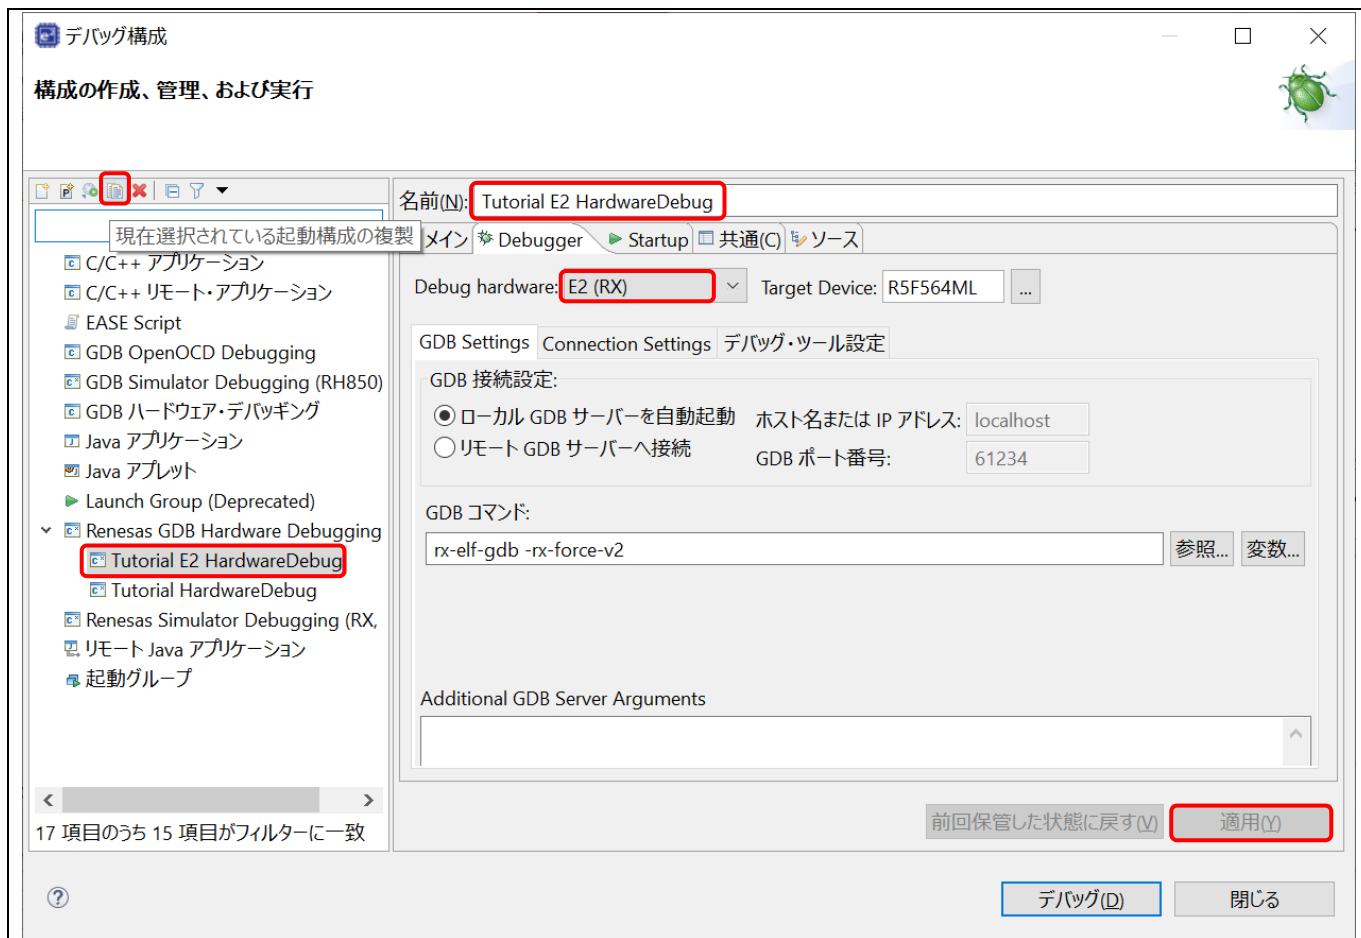 デバッグ構成
構成の作成、管理、および実行
現在選択されている起動構成の複製
C/C++ アプリケーション
C/C++ リモート・アプリケーション
EASE Script
GDB OpenOCD Debugging
GDB Simulator Debugging (RH850)
GDB ハードウェア・デバッギング
Java アプリケーション
Java アプレット
Launch Group (Deprecated)
Renesas GDB Hardware Debugging
Tutorial E2 HardwareDebug
Tutorial HardwareDebug
Renesas Simulator Debugging (RX,
リモート Java アプリケーション
起動グループ
17 項目のうち 15 項目がフィルターに一致
名前(N): Tutorial E2 HardwareDebug
メイン Debugger Startup 共通(C) ソース
Debug hardware: E2 (RX) Target Device: R5F564ML ...
GDB Settings Connection Settings デバッグ・ツール設定
GDB 接続設定:
ローカル GDB サーバーを自動起動 ホスト名または IP アドレス: localhost
リモート GDB サーバーへ接続 GDB ポート番号: 61234
GDB コマンド:
rx-elf-gdb -rx-force-v2 参照... 変数...
Additional GDB Server Arguments
前回保管した状態に戻す(V) 適用(Y)
デバッグ(D) 閉じる